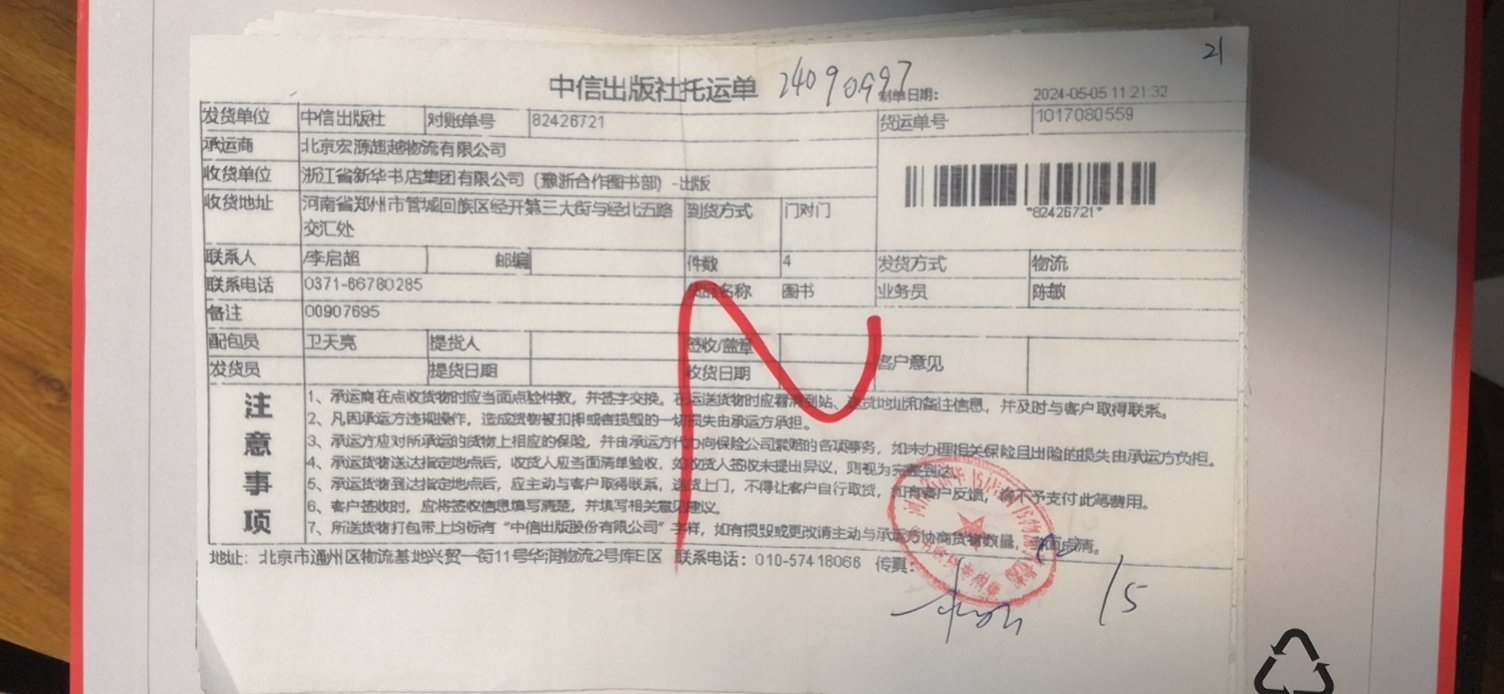 21
中信出版社托运单 24090997
制单日期: 2024-05-05 11:21:32
发货单位 中信出版社 对账单号 82426721 货运单号 1017080559
承运商 北京宏源超越物流有限公司
收货单位 浙江省新华书店集团有限公司(豫浙合作图书部)-出版
*82426721*
收货地址 河南省郑州市管城回族区经开第三大街与经北五路 到货方式 门对门
交汇处
联系人 /李启超 邮编 件数 4 发货方式 物流
联系电话 0371-66780285 名称 图书 业务员 陈敏
备注 00907695
配包员 卫天亮 提货人 签收/盖章 客户意见
发货员 提货日期 收货日期
注意事项
1、承运商在点收货物时应当面点验件数，并签字交换。在运送货物时应看清到站、送货地址和备注信息，并及时与客户取得联系。
2、凡因承运方违规操作，造成货物被扣押或者损毁的一切损失由承运方承担。
3、承运方应对所承运的货物上相应的保险，并由承运方代为向保险公司索赔的各项事务，如未办理相关保险且出险的损失由承运方负担。
4、承运货物送达指定地点后，收货人应当面清单验收，如收货人签收未提出异议，则视为完整到达
5、承运货物到达指定地点后，应主动与客户取得联系，送货上门，不得让客户自行取货，如有客户反馈，将不予支付此笔费用。
6、客户签收时，应将签收信息填写清楚，并填写相关意见建议。
7、所送货物打包带上均标有“中信出版股份有限公司”字样，如有损毁或更改请主动与承运方协商货物数量，当面点清。
地址：北京市通州区物流基地兴贸一街11号华润物流2号库E区 联系电话：010-57418066 传真：
1/5